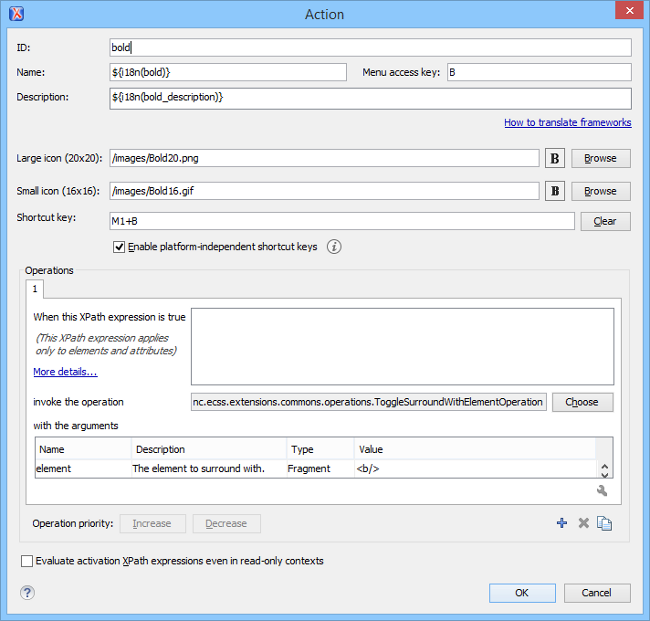 Action
ID: bold
Name: ${i18n(bold)} Menu access key: B
Description: ${i18n(bold_description)}
How to translate frameworks
Large icon (20x20): /images/Bold20.png B Browse
Small icon (16x16): /images/Bold16.gif B Browse
Shortcut key: M1+B Clear
Enable platform-independent shortcut keys
Operations
1
When this XPath expression is true
(This XPath expression applies
only to elements and attributes)
More details...
invoke the operation nc.ecss.extensions.commons.operations.ToggleSurroundWithElementOperation Choose
with the arguments
Name Description Type Value
element The element to surround with. Fragment <b/>
Operation priority: Increase Decrease
Evaluate activation XPath expressions even in read-only contexts
? OK Cancel